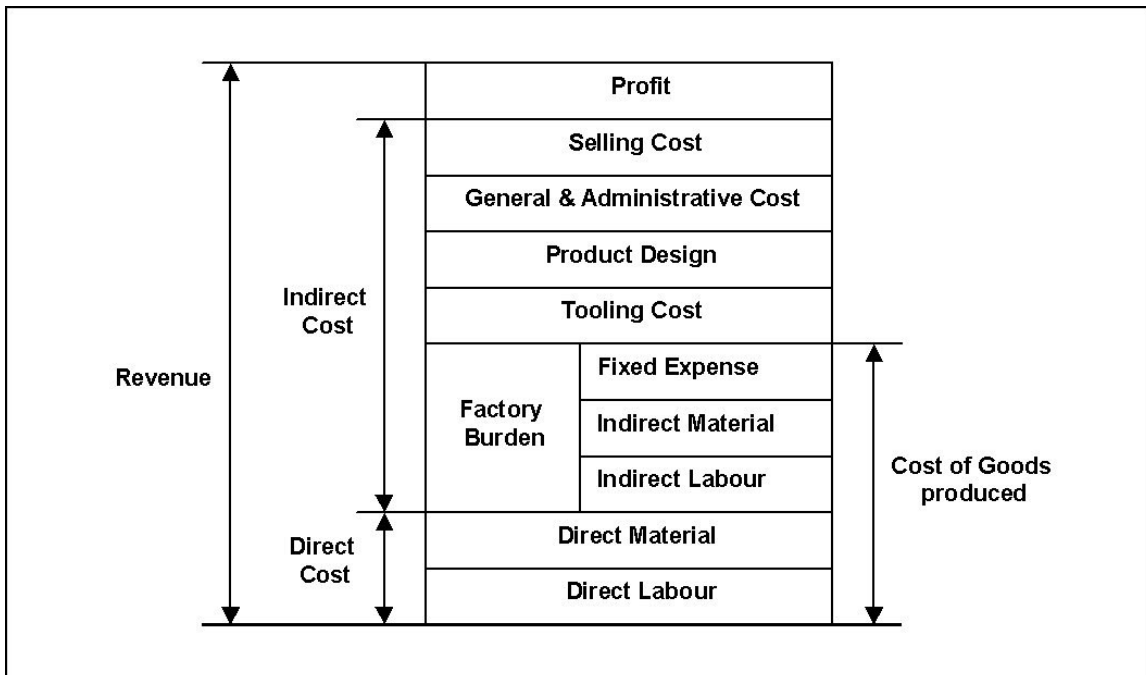 Profit
Selling Cost
General & Administrative Cost
Product Design
Tooling Cost
Indirect
Cost
Revenue
Factory
Burden
Fixed Expense
Indirect Material
Indirect Labour
Cost of Goods
produced
Direct
Cost
Direct Material
Direct Labour